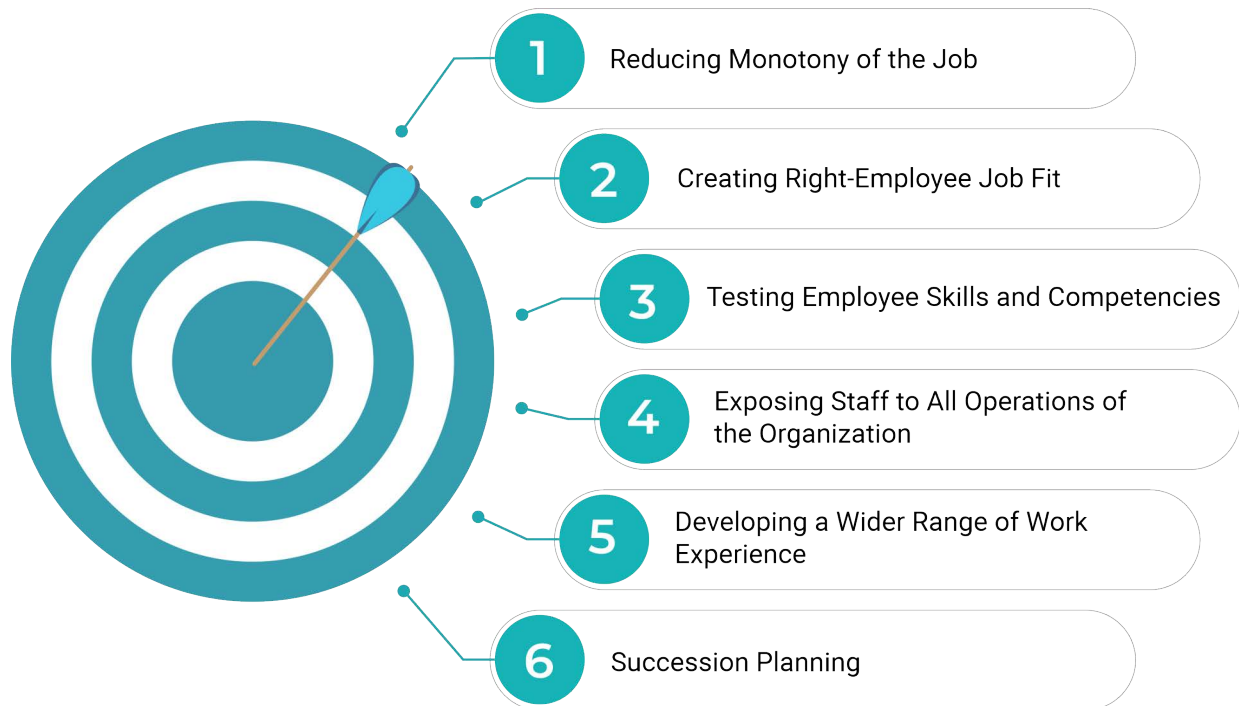 1
Reducing Monotony of the Job
2
Creating Right-Employee Job Fit
3
Testing Employee Skills and Competencies
4
Exposing Staff to All Operations of
the Organization
5
Developing a Wider Range of Work
Experience
6
Succession Planning